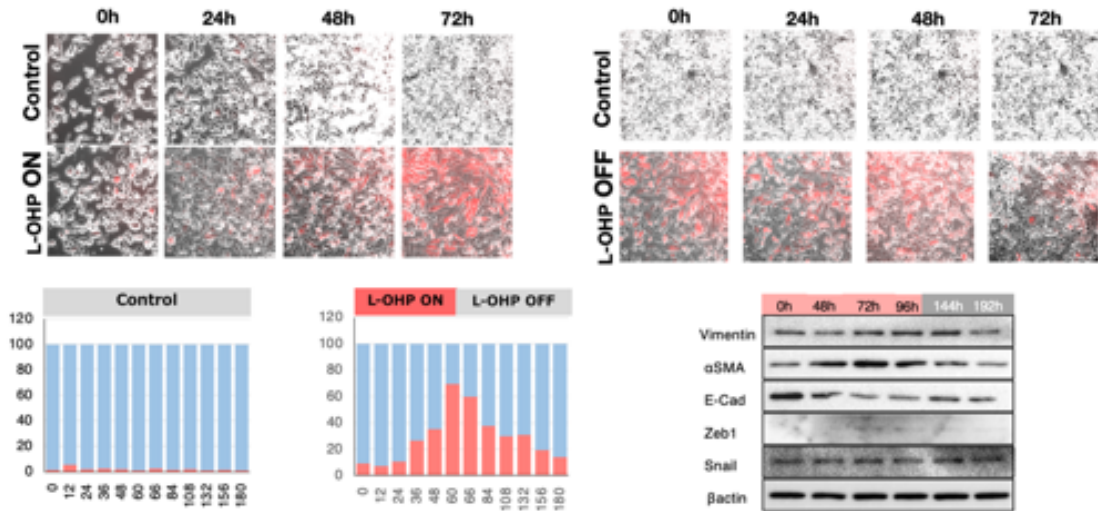 0h 24h 48h 72h
Control
L-OHP ON
0h 24h 48h 72h
Control
L-OHP OFF
Control
120
100
80
60
40
20
0
0 12 24 36 48 60 66 84 108 132 156 180
L-OHP ON L-OHP OFF
120
100
80
60
40
20
0
0 12 24 36 48 60 66 84 108 132 156 180
0h 48h 72h 96h 144h 192h
Vimentin
αSMA
E-Cad
Zeb1
Snail
βactin